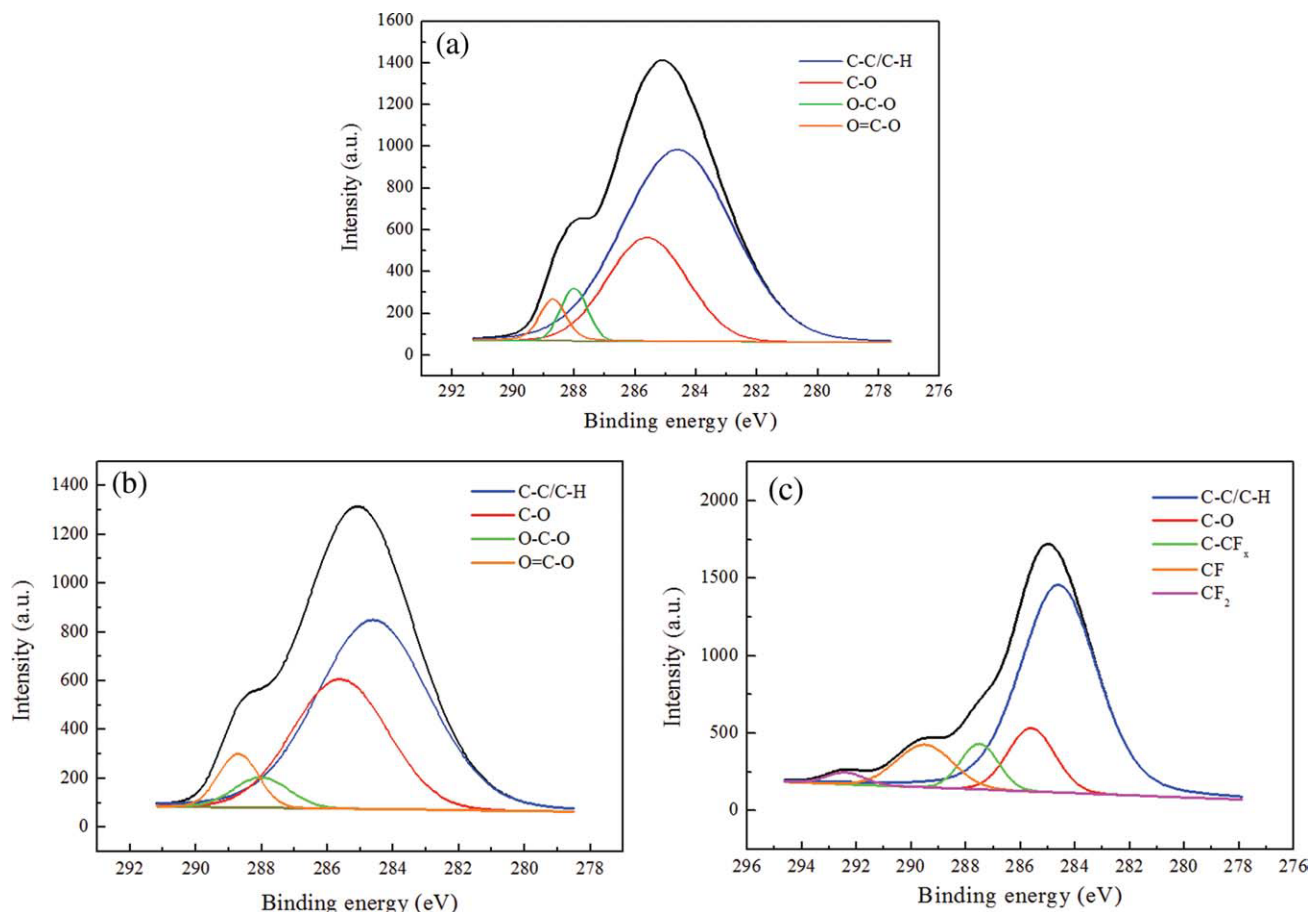 (a)
C-C/C-H
C-O
O-C-O
O=C-O
1600
1400
1200
1000
800
600
400
200
0
Intensity (a.u.)
292 290 288 286 284 282 280 278 276
Binding energy (eV)
(b)
C-C/C-H
C-O
O-C-O
O=C-O
1400
1200
1000
800
600
400
200
0
Intensity (a.u.)
292 290 288 286 284 282 280 278
Binding energy (eV)
(c)
C-C/C-H
C-O
C-CFₓ
CF
CF₂
2000
1500
1000
500
0
Intensity (a.u.)
296 294 292 290 288 286 284 282 280 278 276
Binding energy (eV)